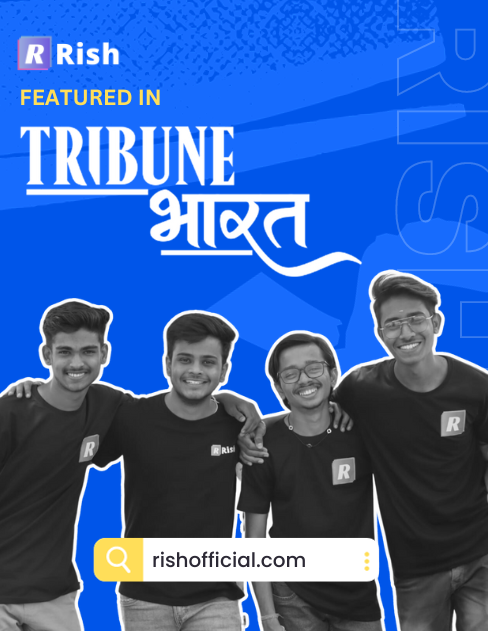 R Rish
FEATURED IN
TRIBUNE
भारत
RISH
R
R Rish
R
R
rishofficial.com